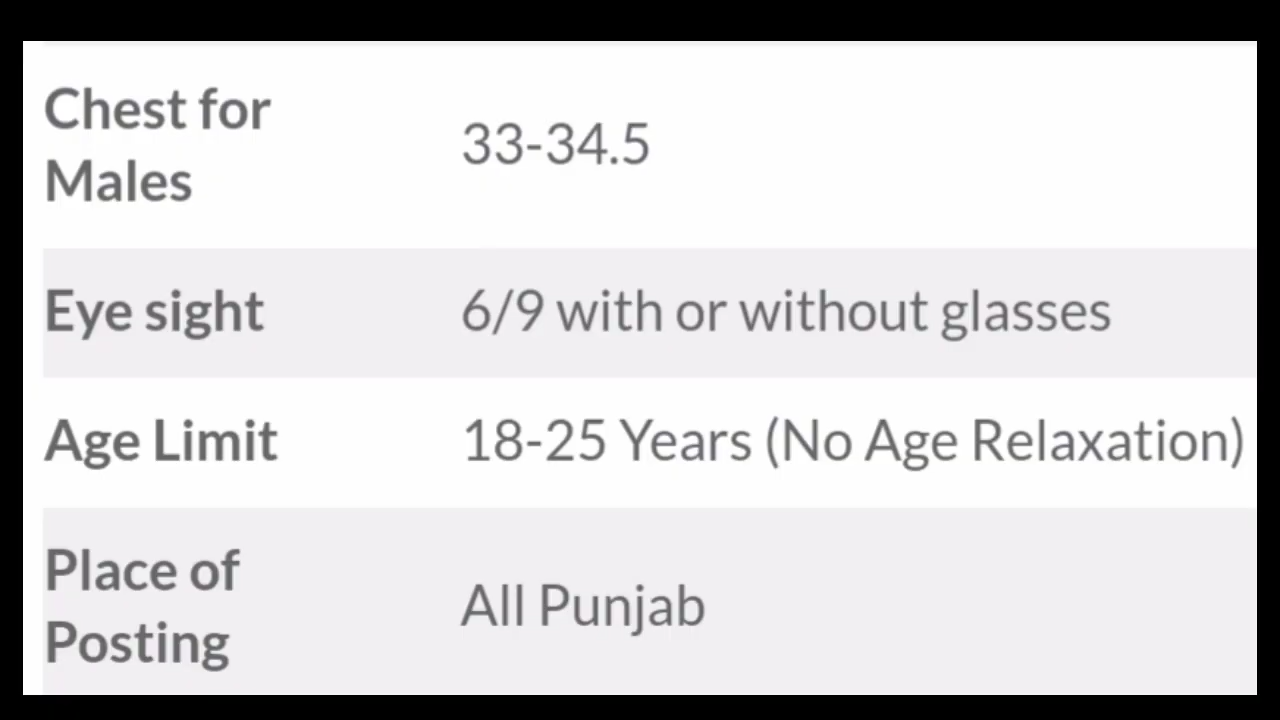 Chest for
Males
33-34.5
Eye sight
6/9 with or without glasses
Age Limit
18-25 Years (No Age Relaxation)
Place of
Posting
All Punjab